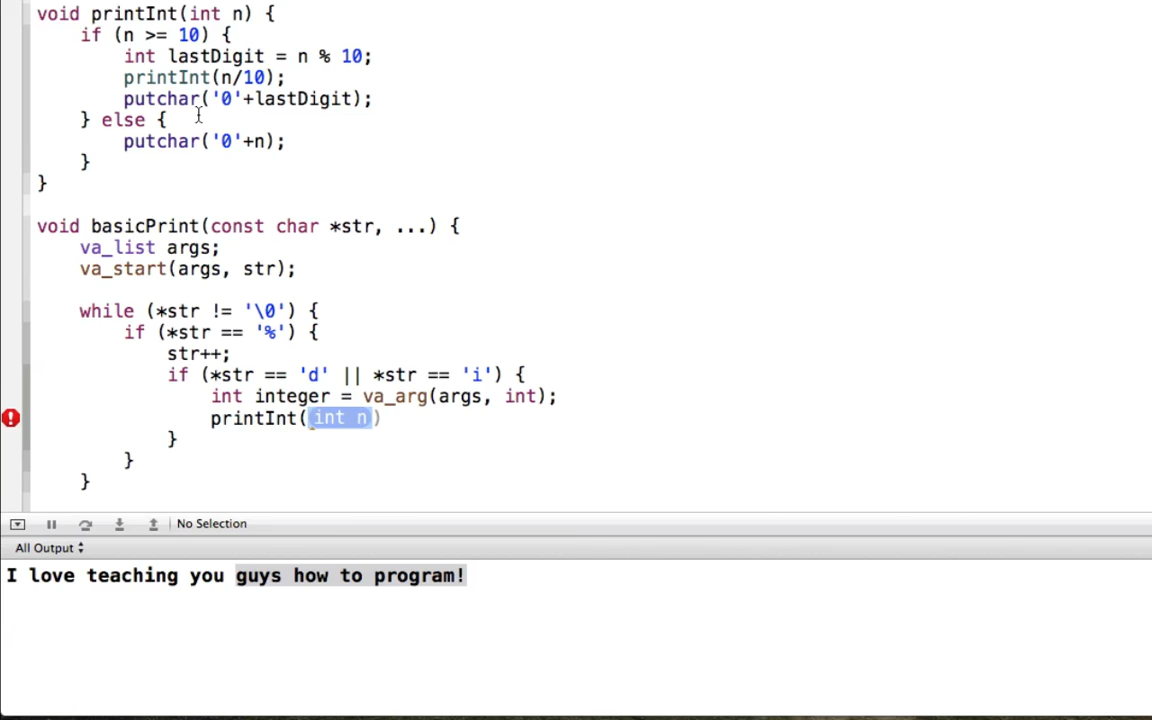 void printInt(int n) {
    if (n >= 10) {
        int lastDigit = n % 10;
        printInt(n/10);
        putchar('0'+lastDigit);
    } else {
        putchar('0'+n);
    }
}
void basicPrint(const char *str, ...) {
    va_list args;
    va_start(args, str);
    while (*str != '\0') {
        if (*str == '%') {
            str++;
            if (*str == 'd' || *str == 'i') {
                int integer = va_arg(args, int);
                printInt(int n)
            }
        }
    }
No Selection
All Output
I love teaching you guys how to program!